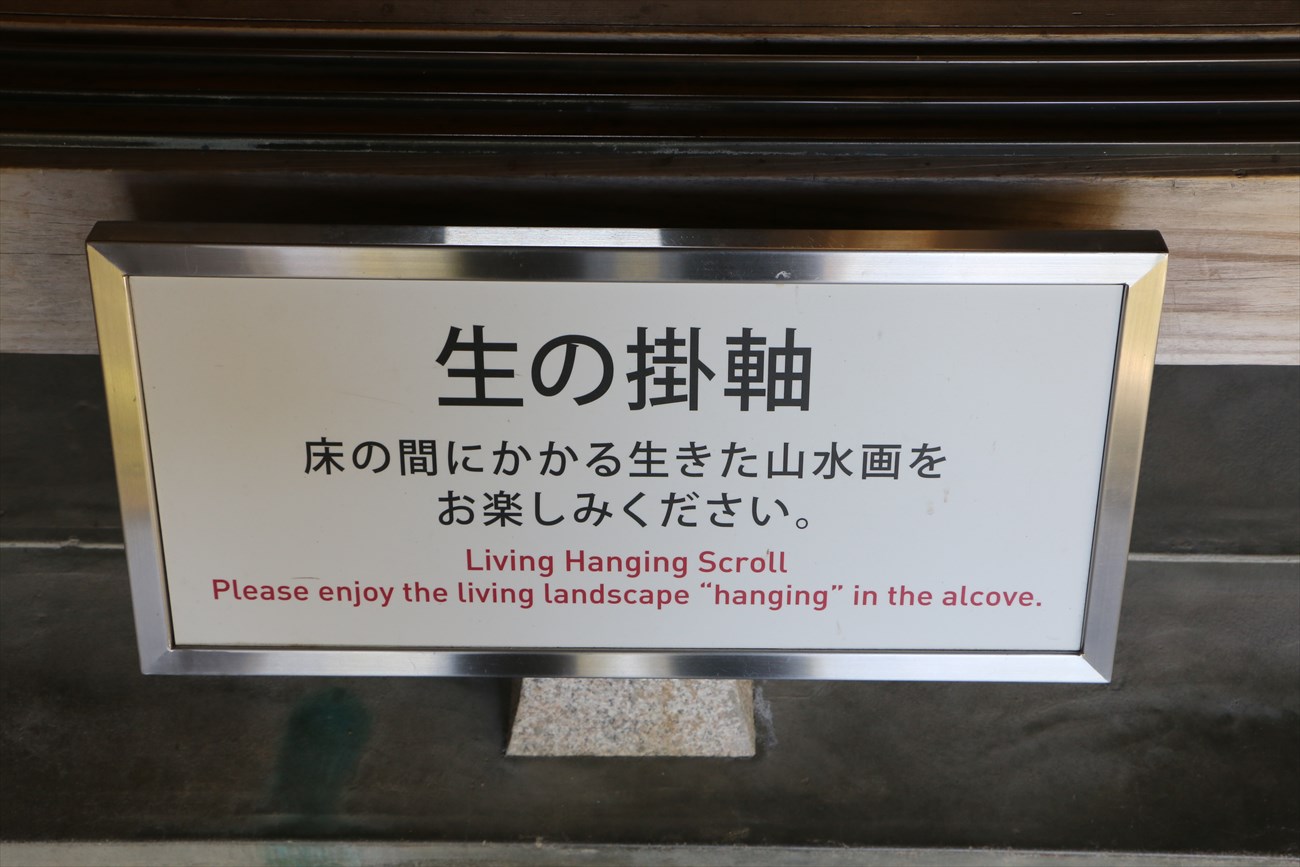 生の掛軸
床の間にかかる生きた山水画を
お楽しみください。
Living Hanging Scroll
Please enjoy the living landscape “hanging” in the alcove.